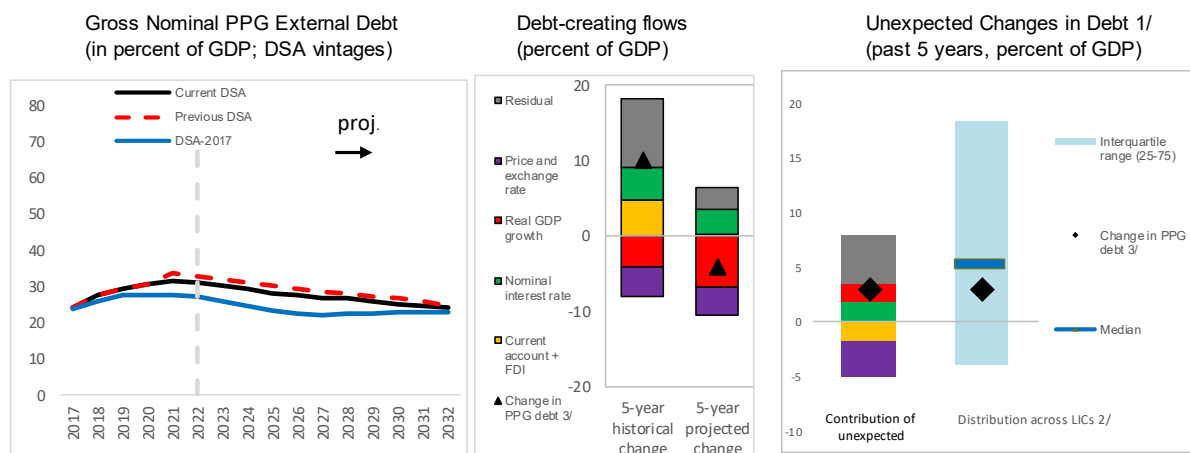 Gross Nominal PPG External Debt
(in percent of GDP; DSA vintages)
Current DSA
Previous DSA
DSA-2017
proj.
80
70
60
50
40
30
20
10
0
2017
2018
2019
2020
2021
2022
2023
2024
2025
2026
2027
2028
2029
2030
2031
2032
Debt-creating flows
(percent of GDP)
Residual
Price and
exchange
rate
Real GDP
growth
Nominal
interest rate
Current
account +
FDI
Change in
PPG debt 3/
20
10
0
-10
-20
5-year
historical
change
5-year
projected
change
Unexpected Changes in Debt 1/
(past 5 years, percent of GDP)
20
15
10
5
0
-5
-10
Interquartile
range (25-75)
Change in PPG
debt 3/
Median
Contribution of
unexpected
Distribution across LICs 2/